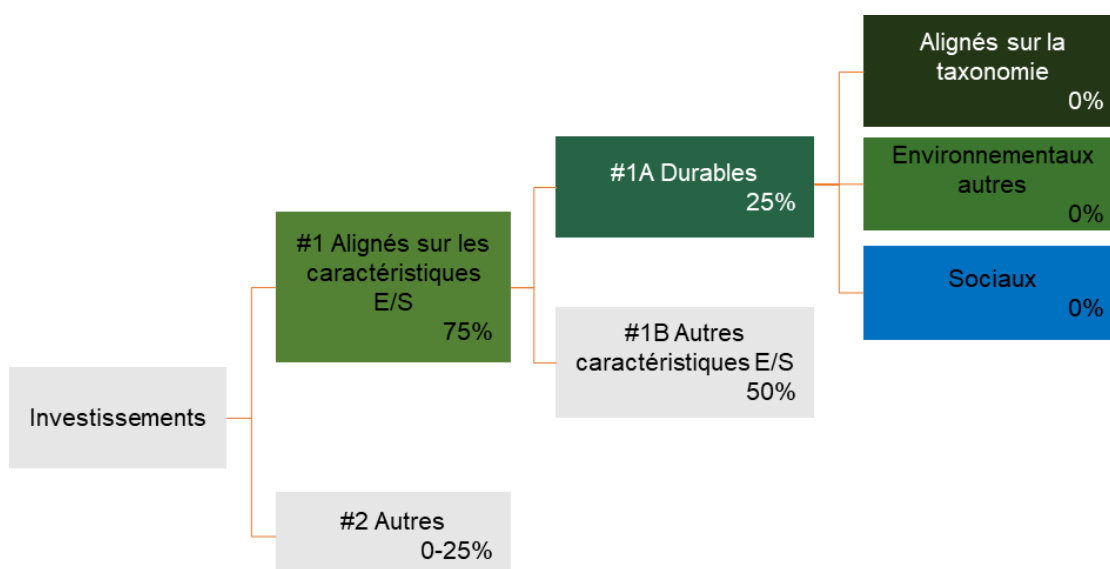 Investissements
#1 Alignés sur les
caractéristiques
E/S
75%
#2 Autres
0-25%
#1A Durables
25%
#1B Autres
caractéristiques E/S
50%
Alignés sur la
taxonomie
0%
Environnementaux
autres
0%
Sociaux
0%